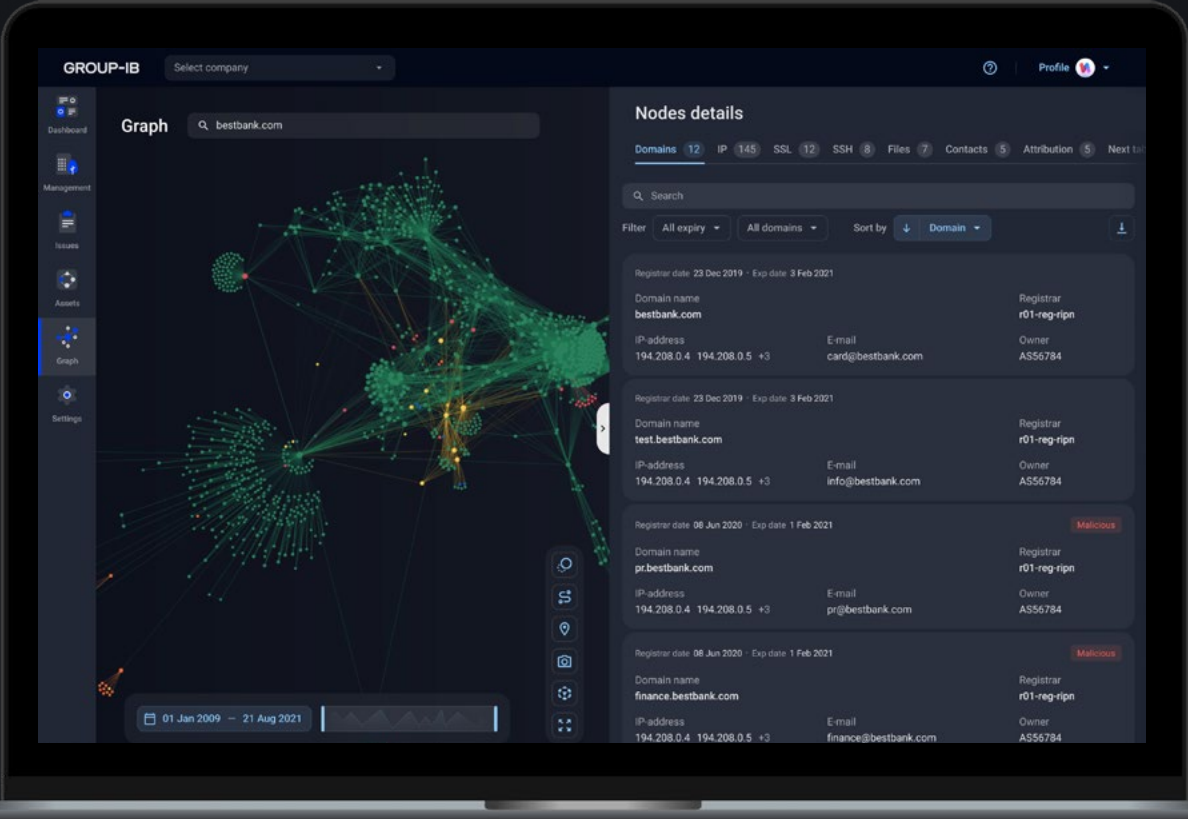 GROUP-IB
Select company
Profile
Dashboard
Management
Issues
Assets
Graph
Settings
Graph
bestbank.com
01 Jan 2009 — 21 Aug 2021
Nodes details
Domains 12 IP 145 SSL 12 SSH 8 Files 7 Contacts 5 Attribution 5 Next
Search
Filter All expiry All domains Sort by Domain
Registrar date 23 Dec 2019 · Exp date 3 Feb 2021
Domain name Registrar
bestbank.com r01-reg-ripn
IP-address E-mail Owner
194.208.0.4 194.208.0.5 +3 card@bestbank.com AS56784
Registrar date 23 Dec 2019 · Exp date 3 Feb 2021
Domain name Registrar
test.bestbank.com r01-reg-ripn
IP-address E-mail Owner
194.208.0.4 194.208.0.5 +3 info@bestbank.com AS56784
Registrar date 08 Jun 2020 · Exp date 1 Feb 2021 Malicious
Domain name Registrar
pr.bestbank.com r01-reg-ripn
IP-address E-mail Owner
194.208.0.4 194.208.0.5 +3 pr@bestbank.com AS56784
Registrar date 08 Jun 2020 · Exp date 1 Feb 2021 Malicious
Domain name Registrar
finance.bestbank.com r01-reg-ripn
IP-address E-mail Owner
194.208.0.4 194.208.0.5 +3 finance@bestbank.com AS56784